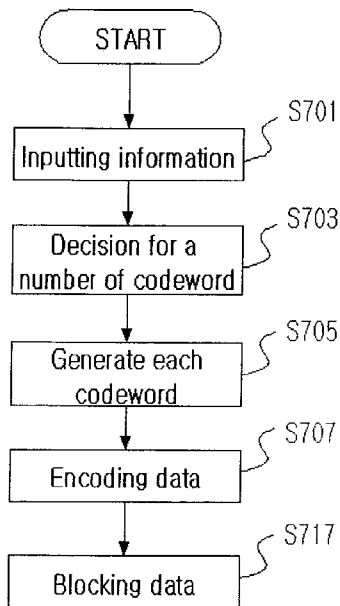 START
S701
Inputting information
S703
Decision for a
number of codeword
S705
Generate each
codeword
S707
Encoding data
S717
Blocking data